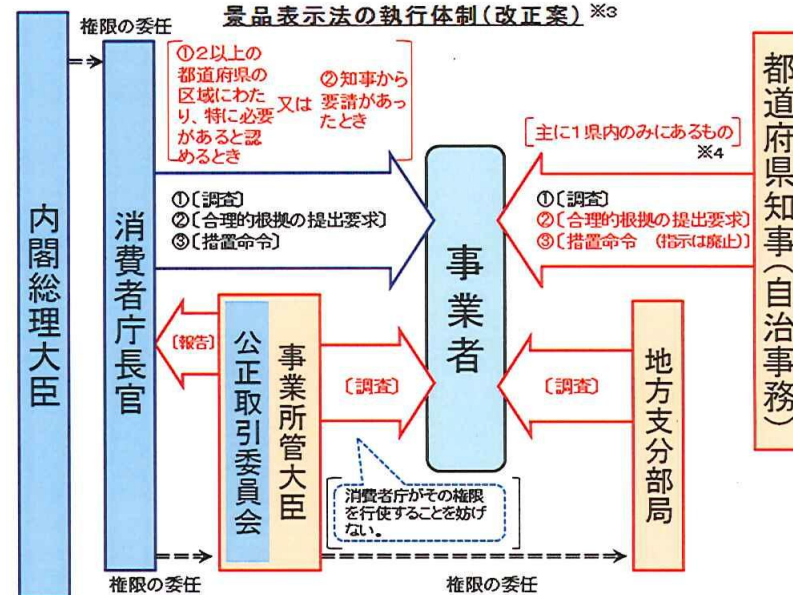 景品表示法の執行体制(改正案) ※3
権限の委任
①2以上の
都道府県の
区域にわた
り、特に必要
があると認
めるとき
又は
②知事から
要請があっ
たとき
[主に1県内のみにあるもの]
※4
①〔調査〕
②〔合理的根拠の提出要求〕
③〔措置命令〕
①〔調査〕
②〔合理的根拠の提出要求〕
③〔措置命令 (指示は廃止)〕
内閣総理大臣
消費者庁長官
事業者
都道府県知事(自治事務)
〔報告〕
公正取引委員会
事業所管大臣
〔調査〕
〔調査〕
地方支分部局
消費者庁がその権限
を行使することを妨げ
ない。
権限の委任
権限の委任